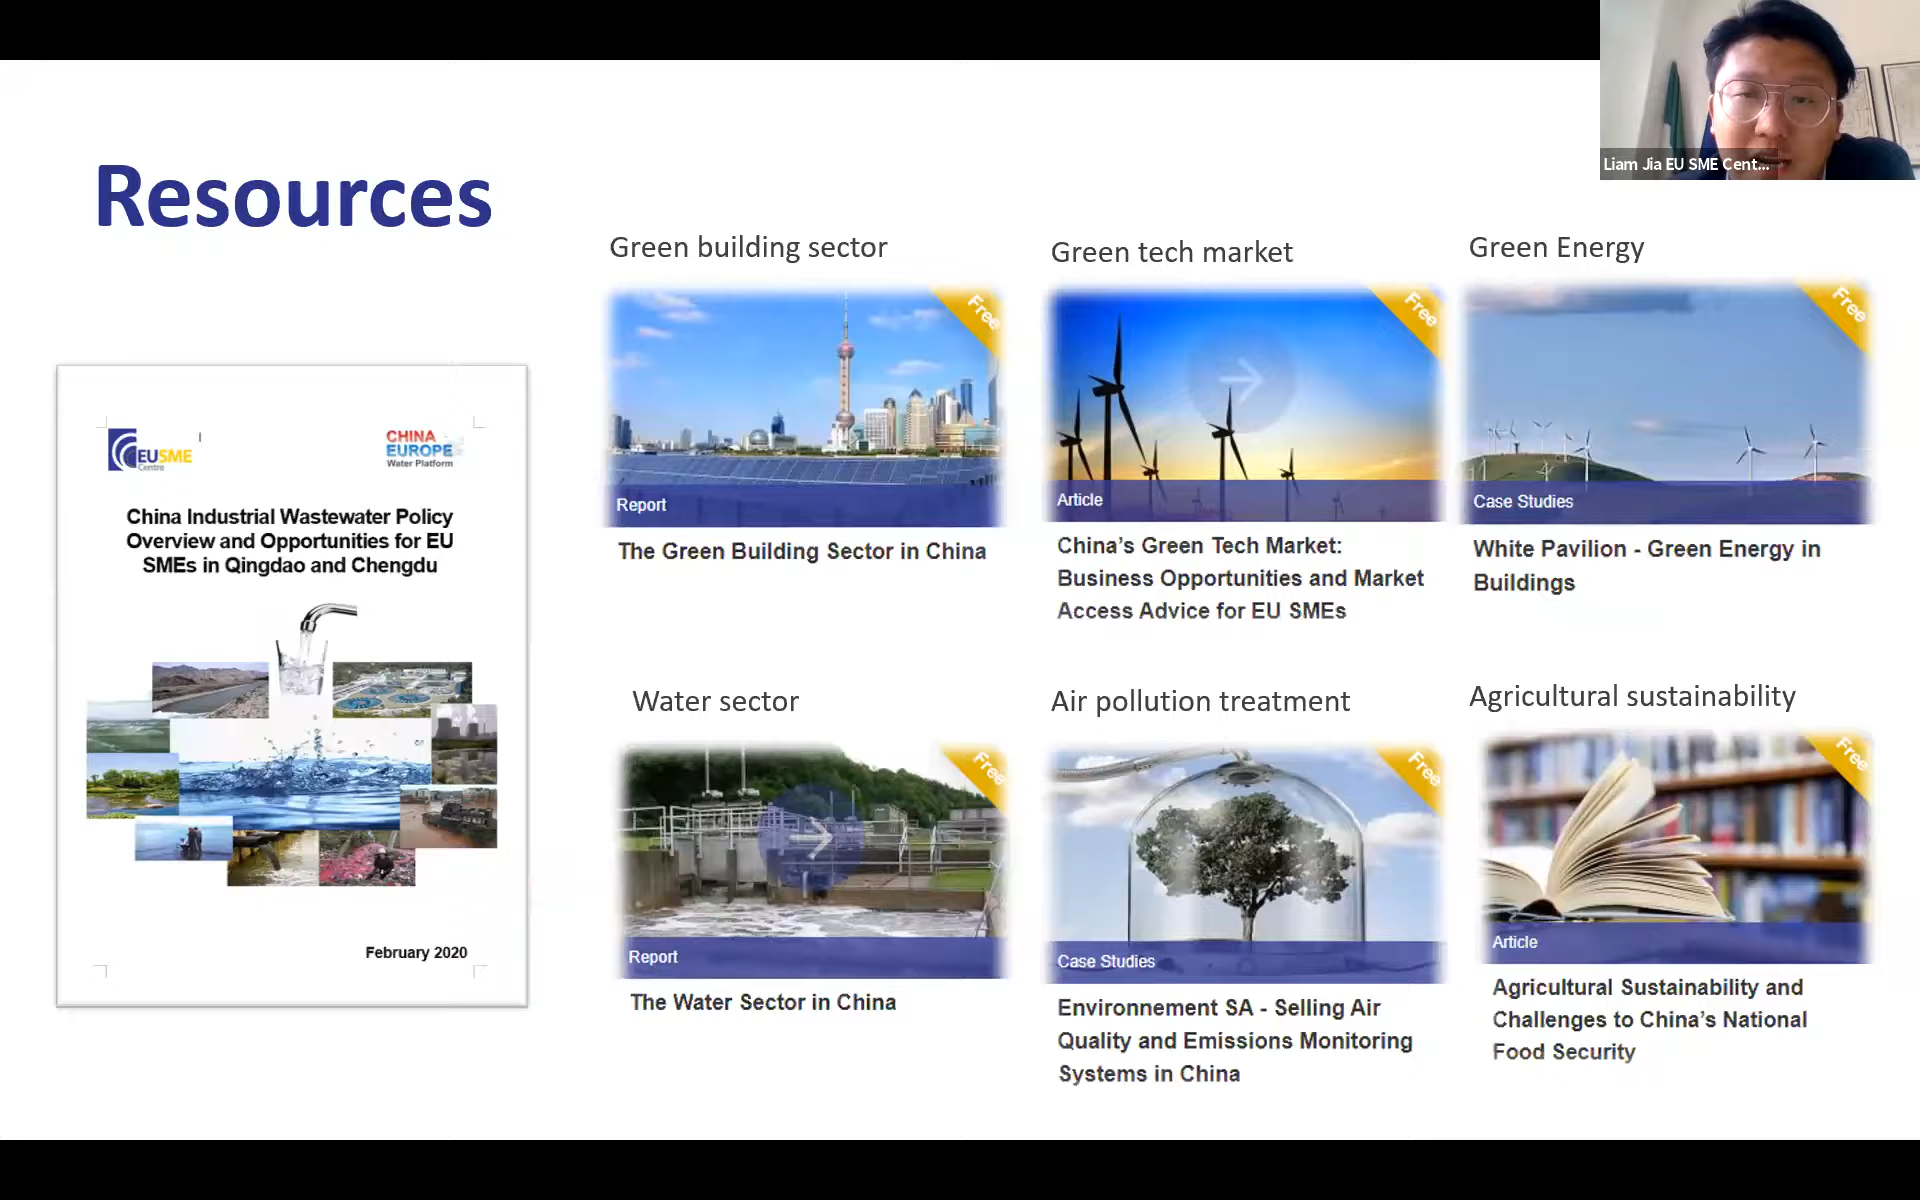 Liam Jia EU SME Cent...
Resources
EUSME
Centre
CHINA
EUROPE
Water Platform
China Industrial Wastewater Policy
Overview and Opportunities for EU
SMEs in Qingdao and Chengdu
February 2020
Green building sector
Free
Report
The Green Building Sector in China
Green tech market
Free
Article
China's Green Tech Market:
Business Opportunities and Market
Access Advice for EU SMEs
Green Energy
Free
Case Studies
White Pavilion - Green Energy in
Buildings
Water sector
Free
Report
The Water Sector in China
Air pollution treatment
Free
Case Studies
Environnement SA - Selling Air
Quality and Emissions Monitoring
Systems in China
Agricultural sustainability
Free
Article
Agricultural Sustainability and
Challenges to China's National
Food Security